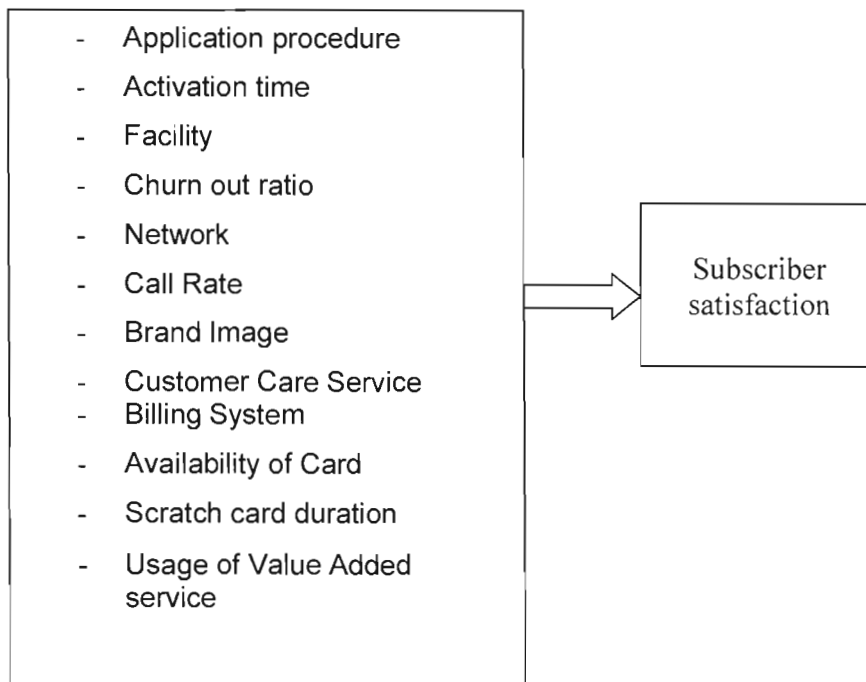 - Application procedure
- Activation time
- Facility
- Churn out ratio
- Network
- Call Rate
- Brand Image
- Customer Care Service
- Billing System
- Availability of Card
- Scratch card duration
- Usage of Value Added
service
Subscriber
satisfaction